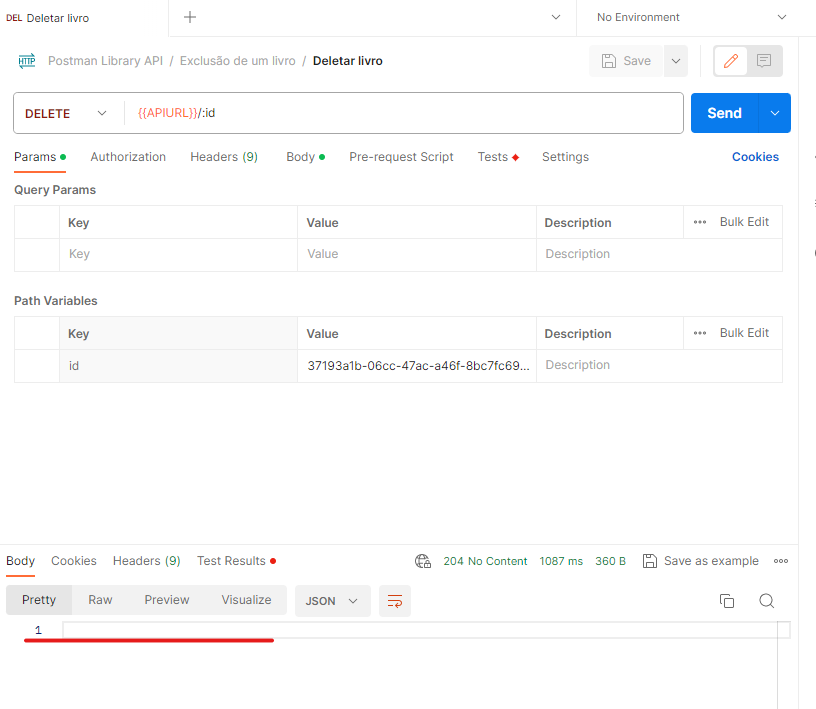 DEL Deletar livro
No Environment
HTTP Postman Library API / Exclusão de um livro / Deletar livro Save
DELETE {{APIURL}}/:id Send
Params Authorization Headers (9) Body Pre-request Script Tests Settings Cookies
Query Params
Key Value Description Bulk Edit
Key Value Description
Path Variables
Key Value Description Bulk Edit
id 37193a1b-06cc-47ac-a46f-8bc7fc69... Description
Body Cookies Headers (9) Test Results 204 No Content 1087 ms 360 B Save as example
Pretty Raw Preview Visualize JSON
1